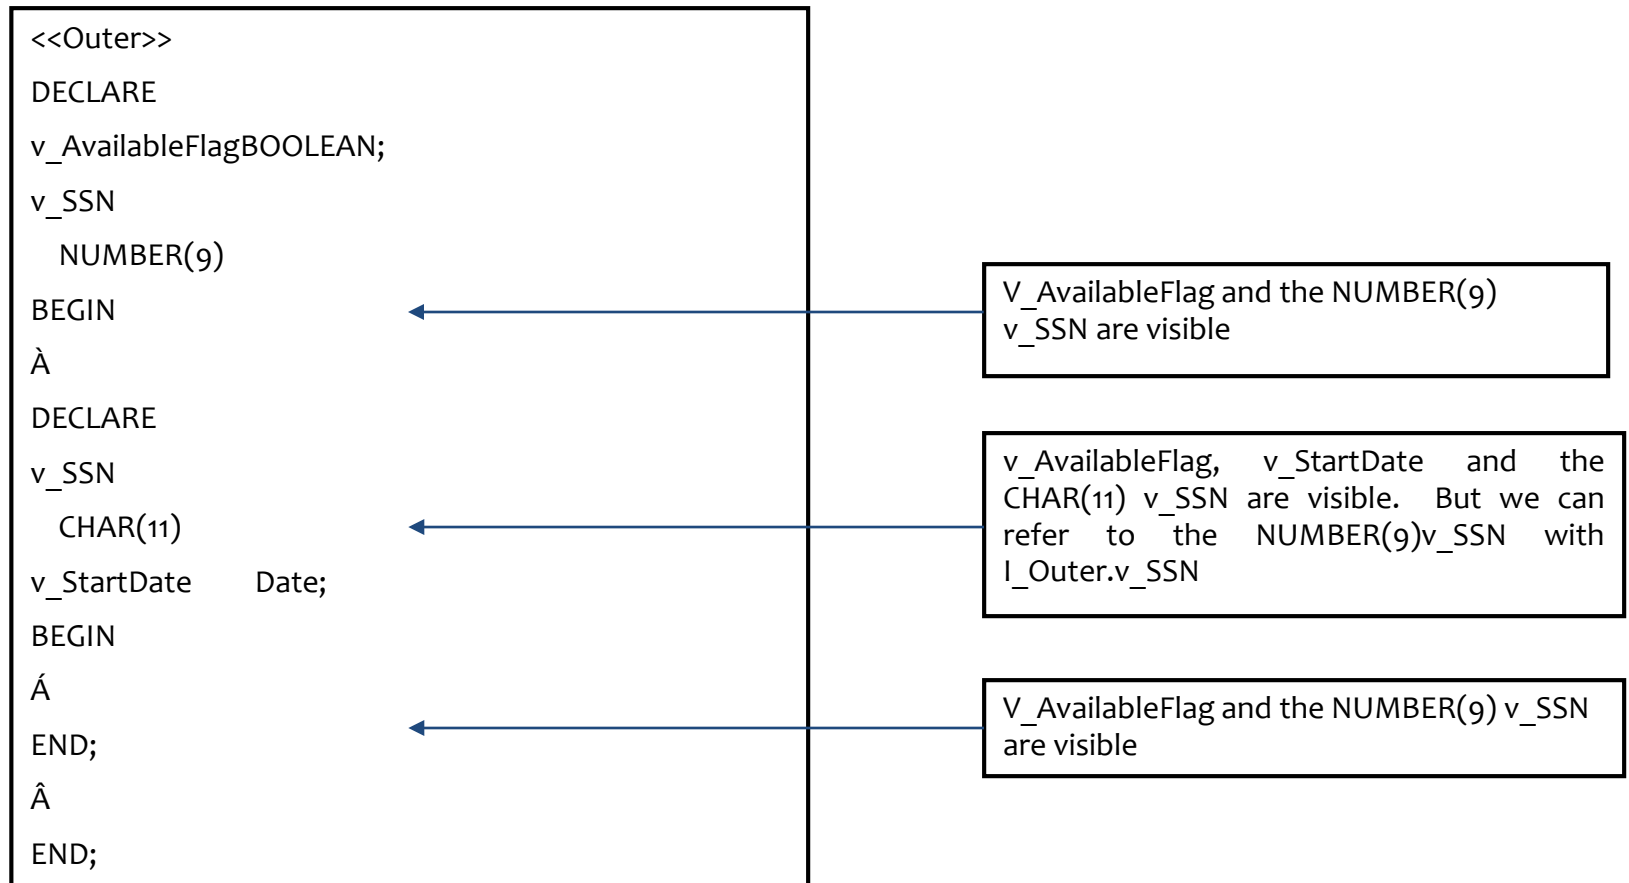 <<Outer>>
DECLARE
v_AvailableFlagBOOLEAN;
v_SSN
NUMBER(9)
BEGIN
À
DECLARE
v_SSN
CHAR(11)
v_StartDate Date;
BEGIN
Á
END;
Â
END;
V_AvailableFlag and the NUMBER(9)
v_SSN are visible
v_AvailableFlag, v_StartDate and the
CHAR(11) v_SSN are visible. But we can
refer to the NUMBER(9)v_SSN with
I_Outer.v_SSN
V_AvailableFlag and the NUMBER(9) v_SSN
are visible